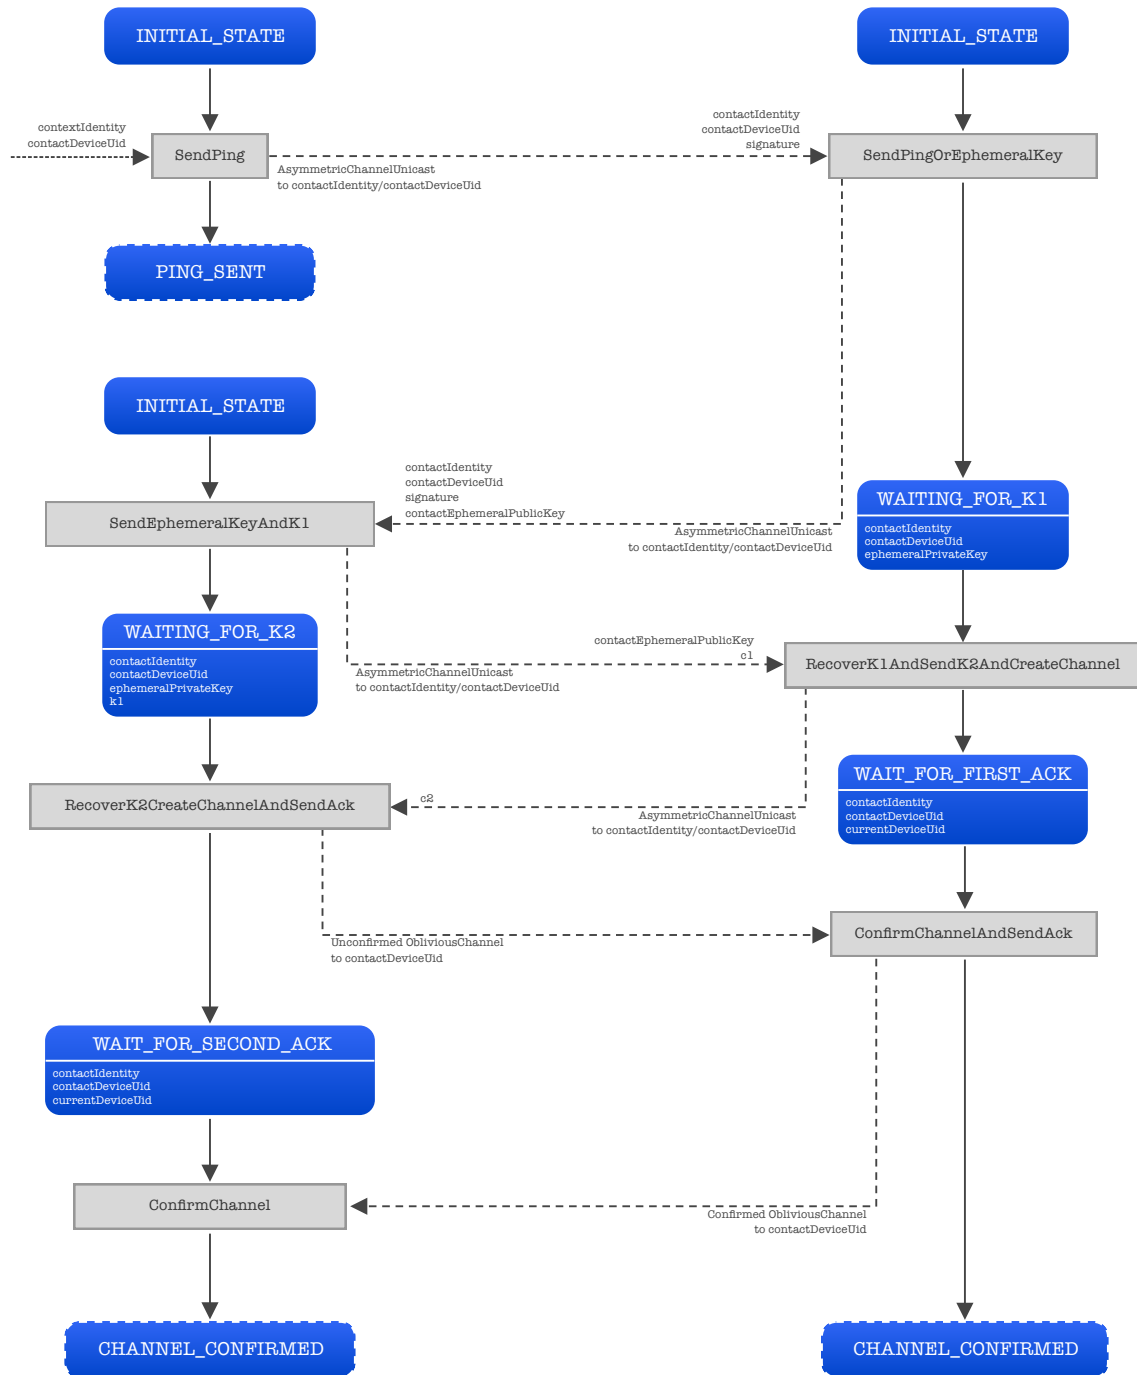 INITIAL_STATE
INITIAL_STATE
contextIdentity
contactDeviceUid
SendPing
AsymmetricChannelUnicast
to contactIdentity/contactDeviceUid
contactIdentity
contactDeviceUid
signature
SendPingOrEphemeralKey
PING_SENT
INITIAL_STATE
contactIdentity
contactDeviceUid
signature
contactEphemeralPublicKey
SendEphemeralKeyAndK1
AsymmetricChannelUnicast
to contactIdentity/contactDeviceUid
WAITING_FOR_K1
contactIdentity
contactDeviceUid
ephemeralPrivateKey
WAITING_FOR_K2
contactIdentity
contactDeviceUid
ephemeralPrivateKey
k1
AsymmetricChannelUnicast
to contactIdentity/contactDeviceUid
contactEphemeralPublicKey
c1
RecoverK1AndSendK2AndCreateChannel
RecoverK2CreateChannelAndSendAck
c2
AsymmetricChannelUnicast
to contactIdentity/contactDeviceUid
WAIT_FOR_FIRST_ACK
contactIdentity
contactDeviceUid
currentDeviceUid
Unconfirmed ObliviousChannel
to contactDeviceUid
ConfirmChannelAndSendAck
WAIT_FOR_SECOND_ACK
contactIdentity
contactDeviceUid
currentDeviceUid
ConfirmChannel
Confirmed ObliviousChannel
to contactDeviceUid
CHANNEL_CONFIRMED
CHANNEL_CONFIRMED